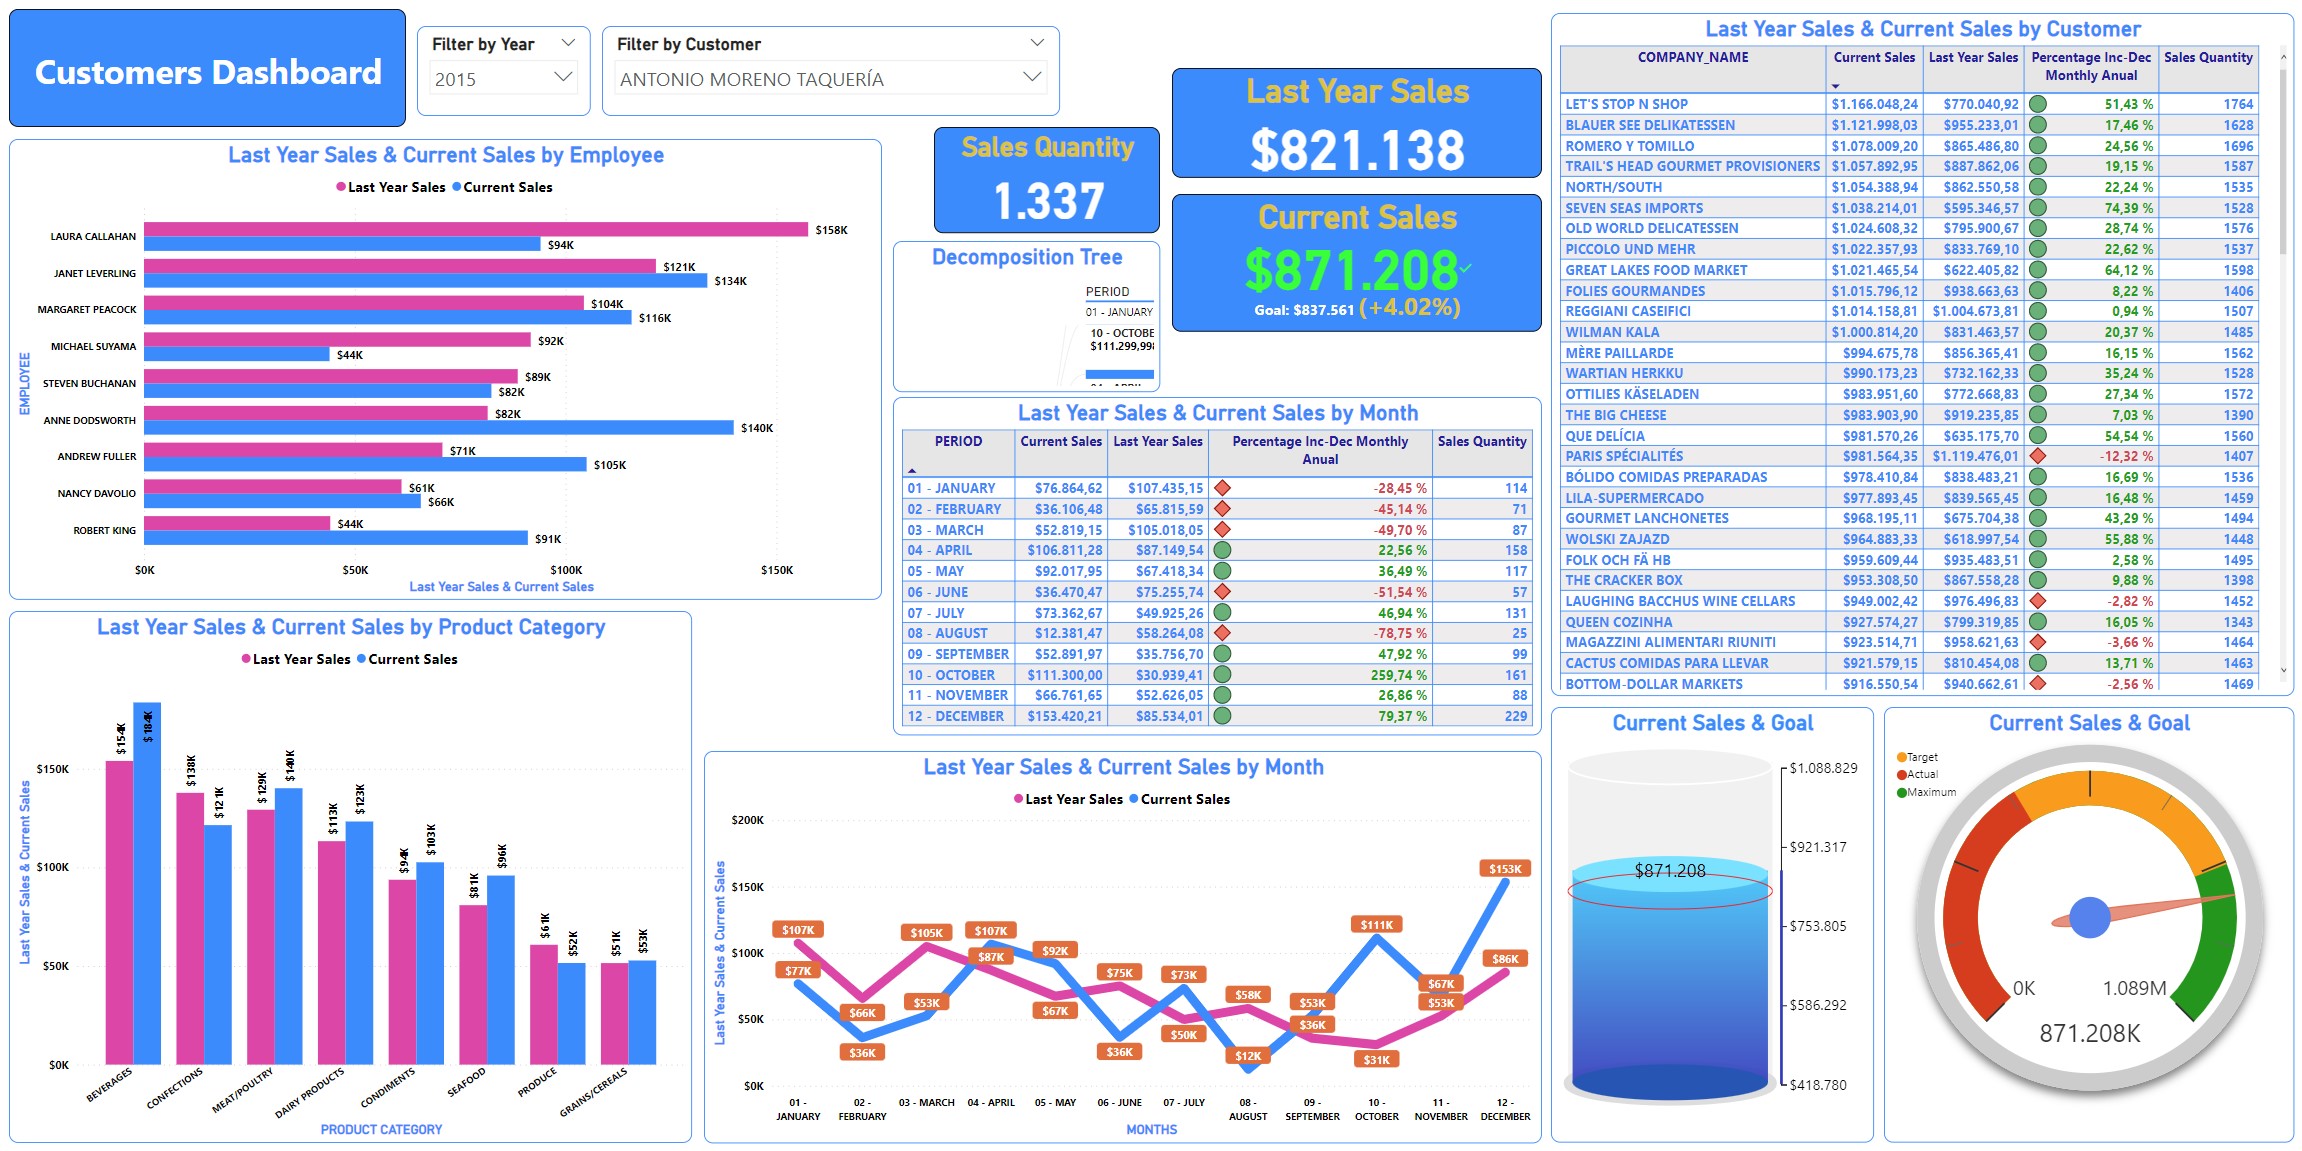 Customers Dashboard
Filter by Year
2015
Filter by Customer
ANTONIO MORENO TAQUERÍA
Last Year Sales & Current Sales by Employee
Last Year Sales Current Sales
EMPLOYEE
LAURA CALLAHAN $158K $94K
JANET LEVERLING $121K $134K
MARGARET PEACOCK $104K $116K
MICHAEL SUYAMA $92K $44K
STEVEN BUCHANAN $89K $82K
ANNE DODSWORTH $82K $140K
ANDREW FULLER $71K $105K
NANCY DAVOLIO $61K $66K
ROBERT KING $44K $91K
$0K $50K $100K $150K
Last Year Sales & Current Sales
Sales Quantity
1.337
Last Year Sales
$821.138
Current Sales
$871.208
Goal: $837.561 (+4.02%)
Decomposition Tree
PERIOD
01 - JANUARY
10 - OCTOBE
$111.299,99
Last Year Sales & Current Sales by Month
PERIOD Current Sales Last Year Sales Percentage Inc-Dec Monthly Anual Sales Quantity
01 - JANUARY $76.864,62 $107.435,15 -28,45 % 114
02 - FEBRUARY $36.106,48 $65.815,59 -45,14 % 71
03 - MARCH $52.819,15 $105.018,05 -49,70 % 87
04 - APRIL $106.811,28 $87.149,54 22,56 % 158
05 - MAY $92.017,95 $67.418,34 36,49 % 117
06 - JUNE $36.470,47 $75.255,74 -51,54 % 57
07 - JULY $73.362,67 $49.925,26 46,94 % 131
08 - AUGUST $12.381,47 $58.264,08 -78,75 % 25
09 - SEPTEMBER $52.891,97 $35.756,70 47,92 % 99
10 - OCTOBER $111.300,00 $30.939,41 259,74 % 161
11 - NOVEMBER $66.761,65 $52.626,05 26,86 % 88
12 - DECEMBER $153.420,21 $85.534,01 79,37 % 229
Last Year Sales & Current Sales by Customer
COMPANY_NAME Current Sales Last Year Sales Percentage Inc-Dec Monthly Anual Sales Quantity
LET'S STOP N SHOP $1.166.048,24 $770.040,92 51,43 % 1764
BLAUER SEE DELIKATESSEN $1.121.998,03 $955.233,01 17,46 % 1628
ROMERO Y TOMILLO $1.078.009,20 $865.486,80 24,56 % 1696
TRAIL'S HEAD GOURMET PROVISIONERS $1.057.892,95 $887.862,06 19,15 % 1587
NORTH/SOUTH $1.054.388,94 $862.550,58 22,24 % 1535
SEVEN SEAS IMPORTS $1.038.214,01 $595.346,57 74,39 % 1528
OLD WORLD DELICATESSEN $1.024.608,32 $795.900,67 28,74 % 1576
PICCOLO UND MEHR $1.022.357,93 $833.769,10 22,62 % 1537
GREAT LAKES FOOD MARKET $1.021.465,54 $622.405,82 64,12 % 1598
FOLIES GOURMANDES $1.015.796,12 $938.663,63 8,22 % 1406
REGGIANI CASEIFICI $1.014.158,81 $1.004.673,81 0,94 % 1507
WILMAN KALA $1.000.814,20 $831.463,57 20,37 % 1485
MÈRE PAILLARDE $994.675,78 $856.365,41 16,15 % 1562
WARTIAN HERKKU $990.173,23 $732.162,33 35,24 % 1528
OTTILIES KÄSELADEN $983.951,60 $772.668,83 27,34 % 1572
THE BIG CHEESE $983.903,90 $919.235,85 7,03 % 1390
QUE DELÍCIA $981.570,26 $635.175,70 54,54 % 1560
PARIS SPÉCIALITÉS $981.564,35 $1.119.476,01 -12,32 % 1407
BÓLIDO COMIDAS PREPARADAS $978.410,84 $838.483,21 16,69 % 1536
LILA-SUPERMERCADO $977.893,45 $839.565,45 16,48 % 1459
GOURMET LANCHONETES $968.195,11 $675.704,38 43,29 % 1494
WOLSKI ZAJAZD $964.883,33 $618.997,54 55,88 % 1448
FOLK OCH FÄ HB $959.609,44 $935.483,51 2,58 % 1495
THE CRACKER BOX $953.308,50 $867.558,28 9,88 % 1398
LAUGHING BACCHUS WINE CELLARS $949.002,42 $976.496,83 -2,82 % 1452
QUEEN COZINHA $927.574,27 $799.319,85 16,05 % 1343
MAGAZZINI ALIMENTARI RIUNITI $923.514,71 $958.621,63 -3,66 % 1464
CACTUS COMIDAS PARA LLEVAR $921.579,15 $810.454,08 13,71 % 1463
BOTTOM-DOLLAR MARKETS $916.550,54 $940.662,61 -2,56 % 1469
Last Year Sales & Current Sales by Product Category
Last Year Sales Current Sales
Last Year Sales & Current Sales
$150K
$100K
$50K
$0K
$154K $184K
$138K $121K
$129K $140K
$113K $123K
$94K $103K
$81K $96K
$61K $52K
$51K $53K
BEVERAGES CONFECTIONS MEAT/POULTRY DAIRY PRODUCTS CONDIMENTS SEAFOOD PRODUCE GRAINS/CEREALS
PRODUCT CATEGORY
Last Year Sales & Current Sales by Month
Last Year Sales Current Sales
Last Year Sales & Current Sales
$200K
$150K
$100K
$50K
$0K
$107K $77K
$66K $36K
$105K $53K
$107K $87K
$92K $67K
$75K $36K
$73K $50K
$58K $12K
$53K $36K
$111K $31K
$67K $53K
$153K $86K
01 - JANUARY 02 - FEBRUARY 03 - MARCH 04 - APRIL 05 - MAY 06 - JUNE 07 - JULY 08 - AUGUST 09 - SEPTEMBER 10 - OCTOBER 11 - NOVEMBER 12 - DECEMBER
MONTHS
Current Sales & Goal
$871.208
$1.088.829
$921.317
$753.805
$586.292
$418.780
Current Sales & Goal
Target
Actual
Maximum
0K 1.089M
871.208K